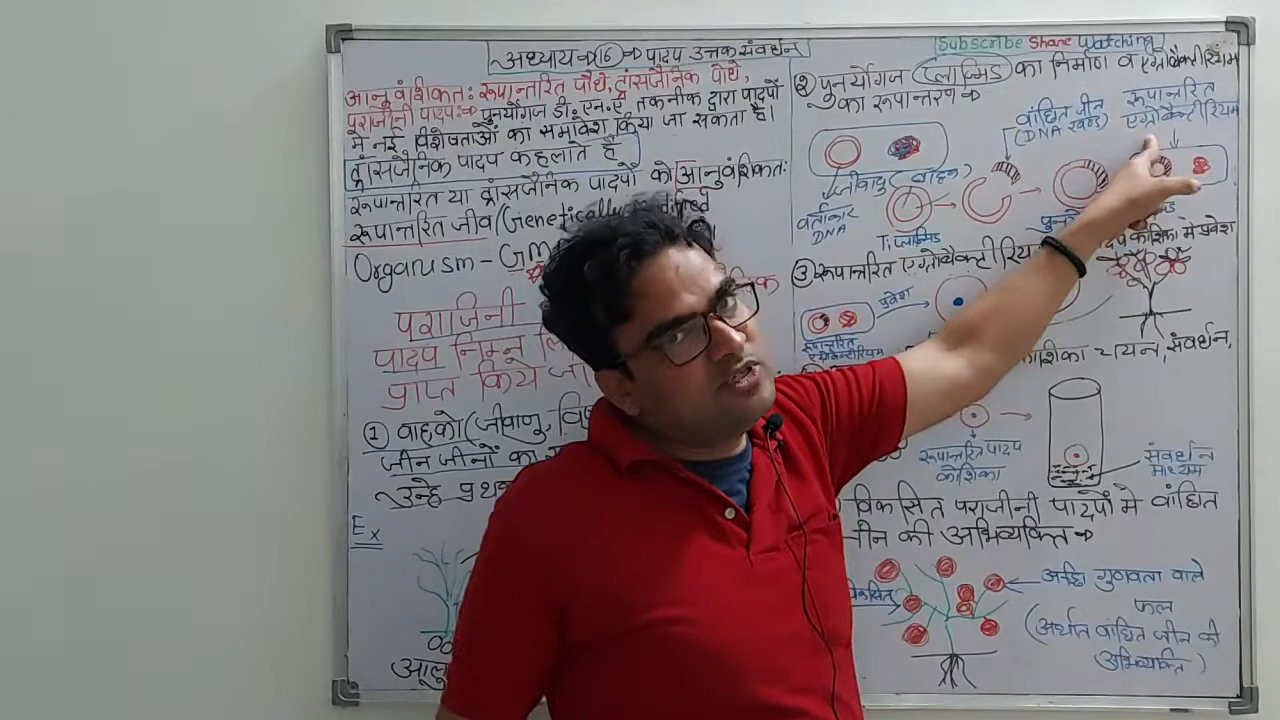 अध्याय ⇒ (16) ⇒ पादप उत्तक संवर्धन
Subscribe Share Watching
आनुवंशिकत: रूपान्तरित पौधे, ट्रांसजैनिक पौधे,
पराजीनी पादप:⇒ पुनर्योगज डी॰ एन॰ ए॰ तकनीक द्वारा पादपों
मे नई विशेषताओं का समावेश किया जा सकता है।
ट्रांसजैनिक पादप कहलाते है
रूपान्तरित या ट्रांसजैनिक पादपों को आनुवंशिकत:
रूपान्तरित जीव (Genetically
Organism - GM
पराजिनी
पादप निम्न
प्राप्त किये जा
① वाहको (जीवाणु,
जीन जीनों का
उन्हे
Ex
आलू
② पुनर्योगज प्लाज्मिड का निर्माण व एग्रोबैक्टीरियम
का रूपान्तरण ⇒
वांछित जीन
(DNA खण्ड)
रूपान्तरित
एग्रोबैक्टीरियम
जीवाणु (वाहक)
वर्ताकार
DNA
Ti प्लाज्मिड
③ रूपान्तरित एग्रोबैक्टीरिय
पादप कोशिका मे प्रवेश
प्रवेश
रूपान्तरित
एग्रोबैक्टीरियम
कोशिका चयन, संवर्धन,
रूपान्तरित पादप
कोशिका
संवर्धन
माध्यम
विकसित पराजीनी पादपों मे वांछित
जीन की अभिव्यक्ति ⇒
विकसित
अच्छी गुणवता वाले
फल
(अर्थात वांछित जीन की
अभिव्यक्ति)